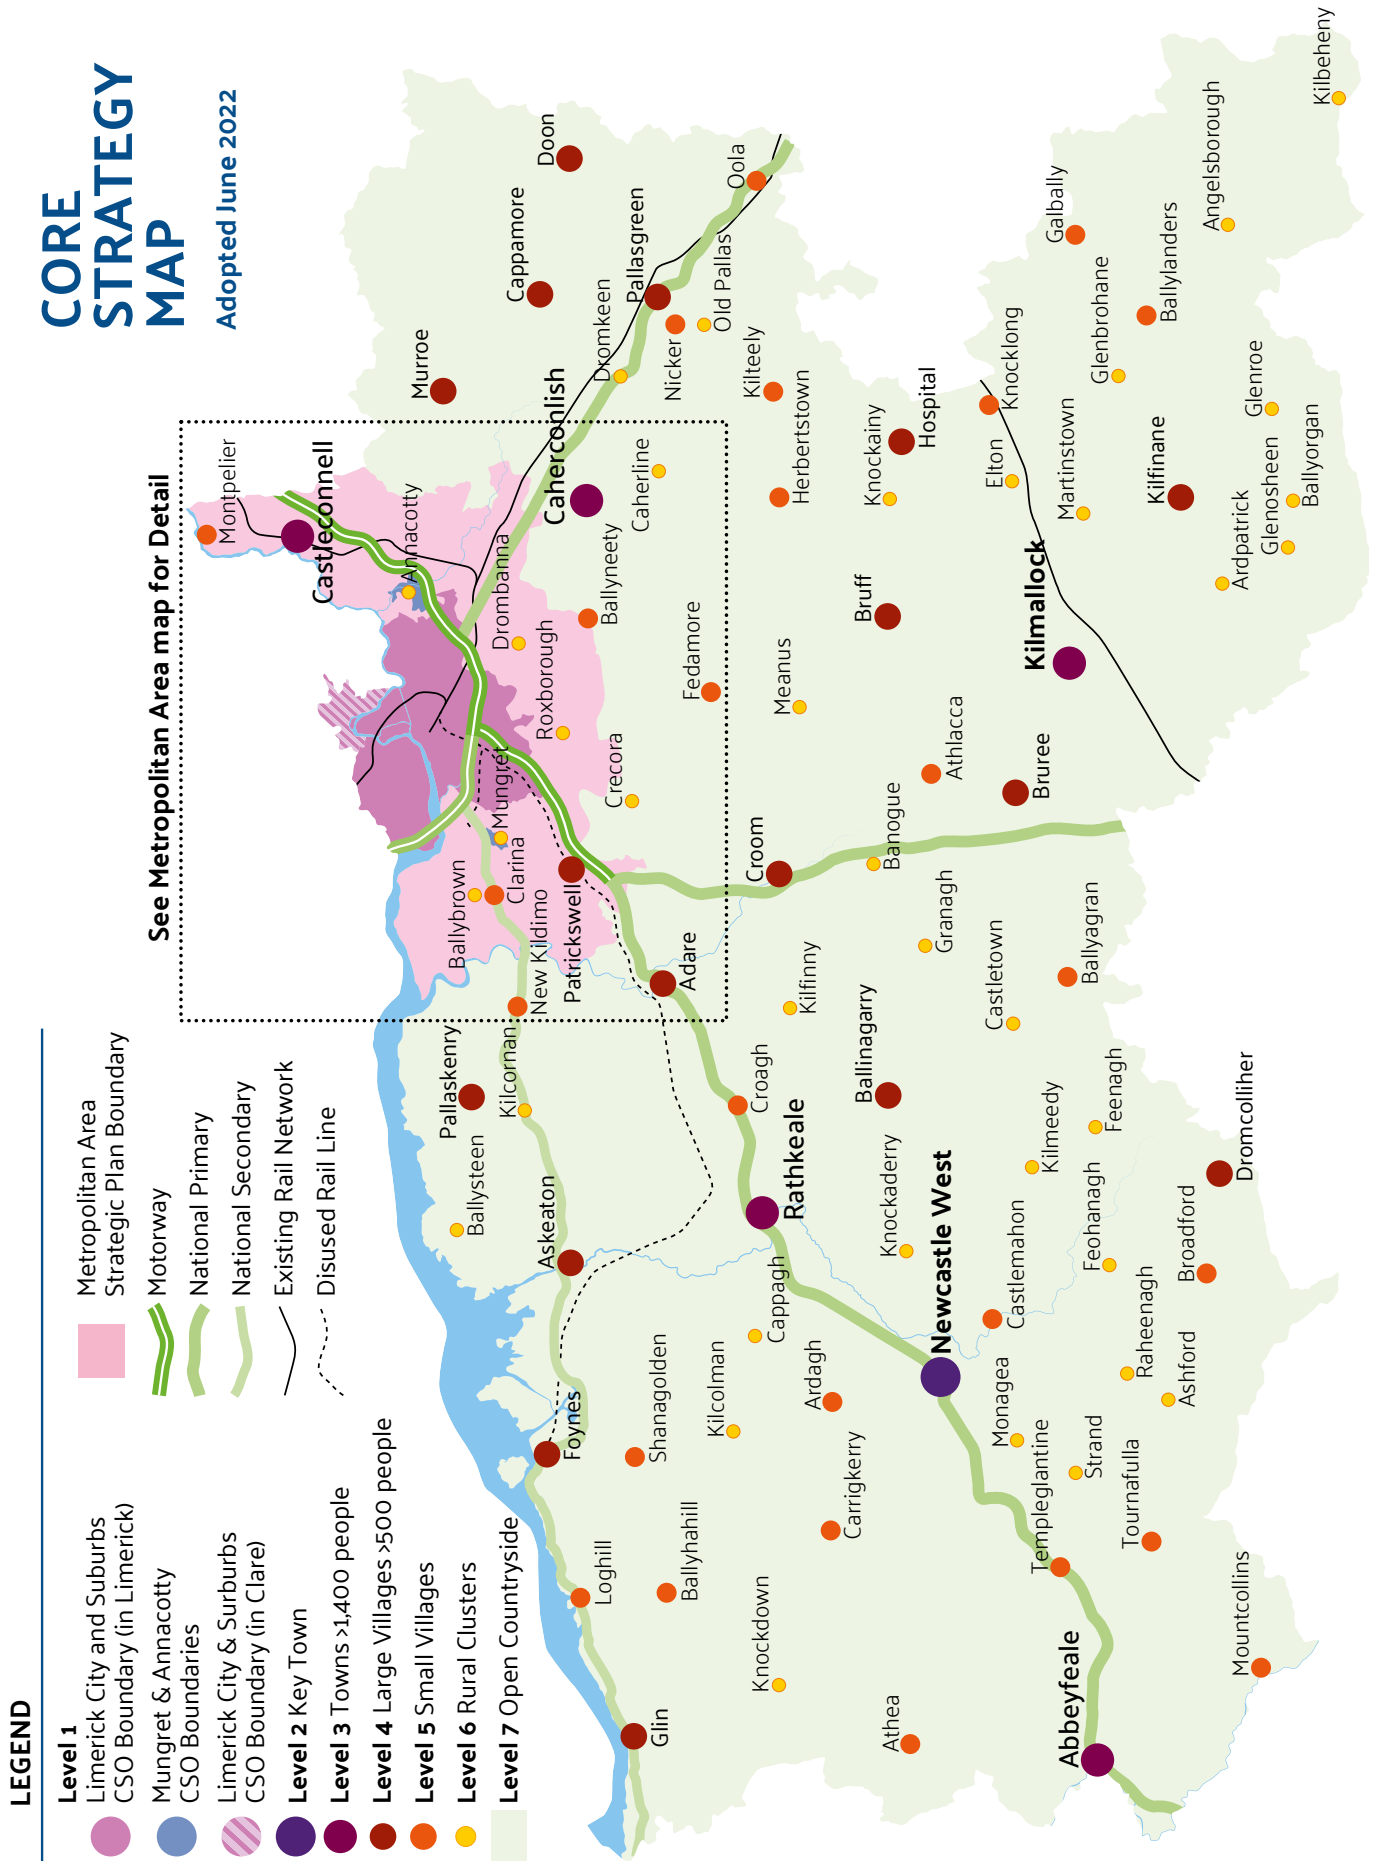 CORE
STRATEGY
MAP
Adopted June 2022
LEGEND
Level 1
Limerick City and Suburbs
CSO Boundary (in Limerick)
Mungret & Annacotty
CSO Boundaries
Limerick City & Surburbs
CSO Boundary (in Clare)
Level 2 Key Town
Level 3 Towns >1,400 people
Level 4 Large Villages >500 people
Level 5 Small Villages
Level 6 Rural Clusters
Level 7 Open Countryside
Metropolitan Area
Strategic Plan Boundary
Motorway
National Primary
National Secondary
Existing Rail Network
Disused Rail Line
See Metropolitan Area map for Detail
Montpelier
Castleconnell
Annacotty
Murroe
Cappamore
Doon
Drombanna
Caherconlish
Dromkeen
Pallasgreen
Roxborough
Ballyneety
Caherline
Nicker
Old Pallas
Oola
Mungret
Crecora
Fedamore
Kilteely
Herbertstown
Ballybrown
Clarina
New Kildimo
Patrickswell
Adare
Croom
Meanus
Bruff
Knockainy
Hospital
Galbally
Pallaskenry
Kilcornan
Ballysteen
Askeaton
Croagh
Rathkeale
Kilfinny
Ballinagarry
Granagh
Banogue
Athlacca
Bruree
Kilmallock
Elton
Knocklong
Martinstown
Glenbrohane
Ballylanders
Angelsborough
Kilbeheny
Kilfinane
Glenroe
Ardpatrick
Glenosheen
Ballyorgan
Foynes
Shanagolden
Kilcolman
Cappagh
Ardagh
Knockaderry
Newcastle West
Castletown
Ballyagran
Kilmeedy
Feenagh
Dromcolliher
Castlemahon
Feohanagh
Broadford
Raheenagh
Ashford
Loghill
Ballyhahill
Carrigkerry
Monagea
Strand
Templeglantine
Tournafulla
Glin
Knockdown
Athea
Abbeyfeale
Mountcollins